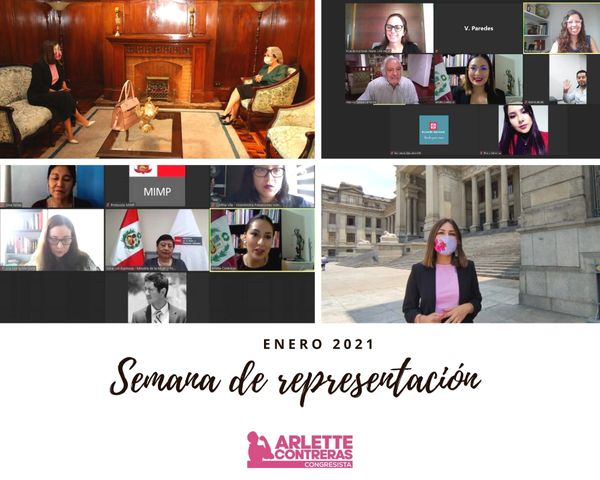 V. Paredes
MIMP
ENERO 2021
Semana de representación
ARLETTE
CONTRERAS
CONGRESISTA